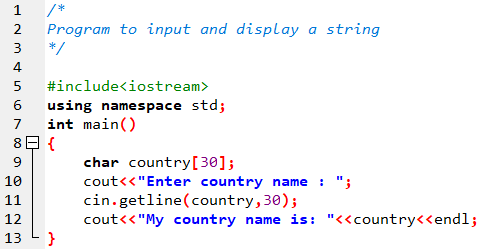 1 /*
2 Program to input and display a string
3 */
4
5 #include<iostream>
6 using namespace std;
7 int main()
8 {
9 char country[30];
10 cout<<"Enter country name : ";
11 cin.getline(country,30);
12 cout<<"My country name is: "<<country<<endl;
13 }